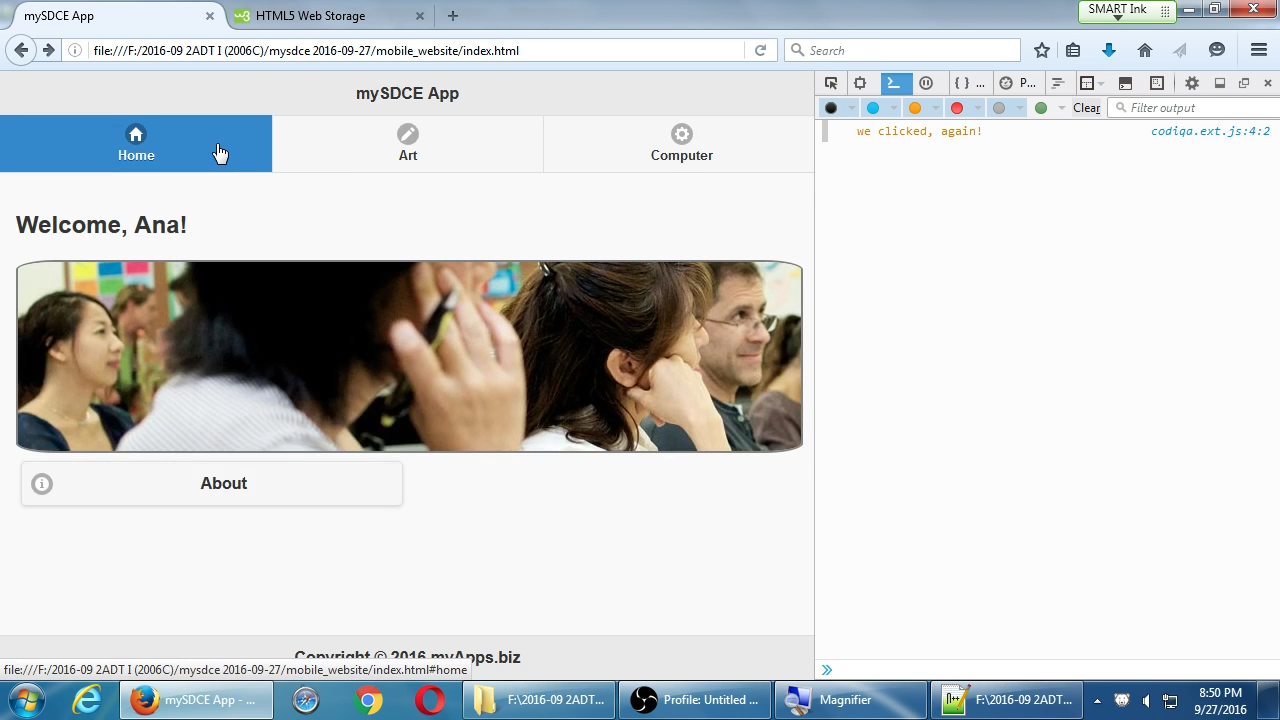 mySDCE App
HTML5 Web Storage
SMART Ink
file:///F:/2016-09 2ADT I (2006C)/mysdce 2016-09-27/mobile_website/index.html
Search
mySDCE App
{ } ...
P...
Clear
Filter output
we clicked, again!
codiqa.ext.js:4:2
Home
Art
Computer
Welcome, Ana!
About
Copyright © 2016 myApps.biz
file:///F:/2016-09 2ADT I (2006C)/mysdce 2016-09-27/mobile_website/index.html#home
mySDCE App - ...
F:\2016-09 2ADT...
Profile: Untitled ...
Magnifier
F:\2016-09 2ADT...
8:50 PM
9/27/2016